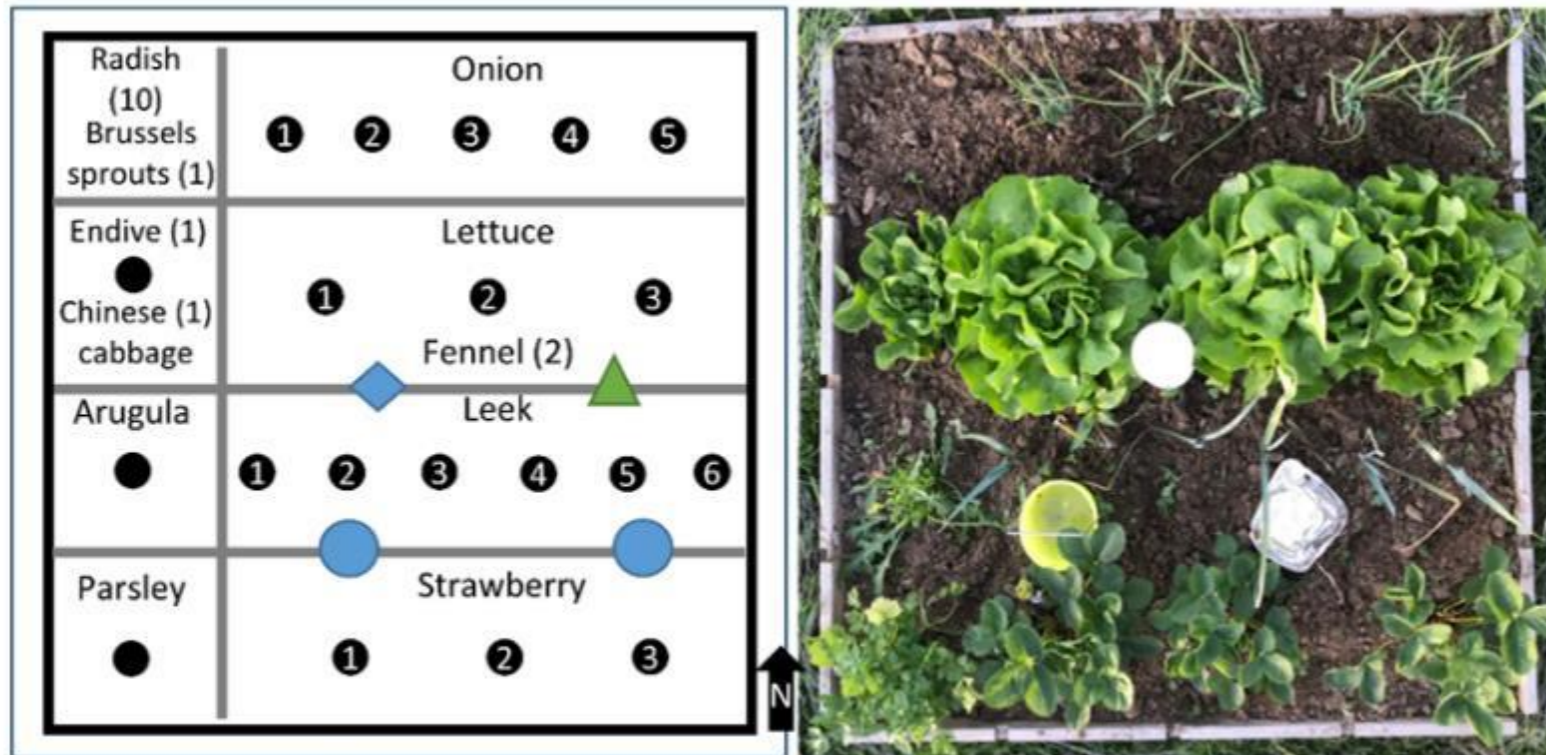 Radish
(10)
Brussels
sprouts (1)
Onion
1 2 3 4 5
Endive (1)
Chinese (1)
cabbage
Lettuce
1 2 3
Fennel (2)
Arugula
Leek
1 2 3 4 5 6
Parsley
Strawberry
1 2 3
N